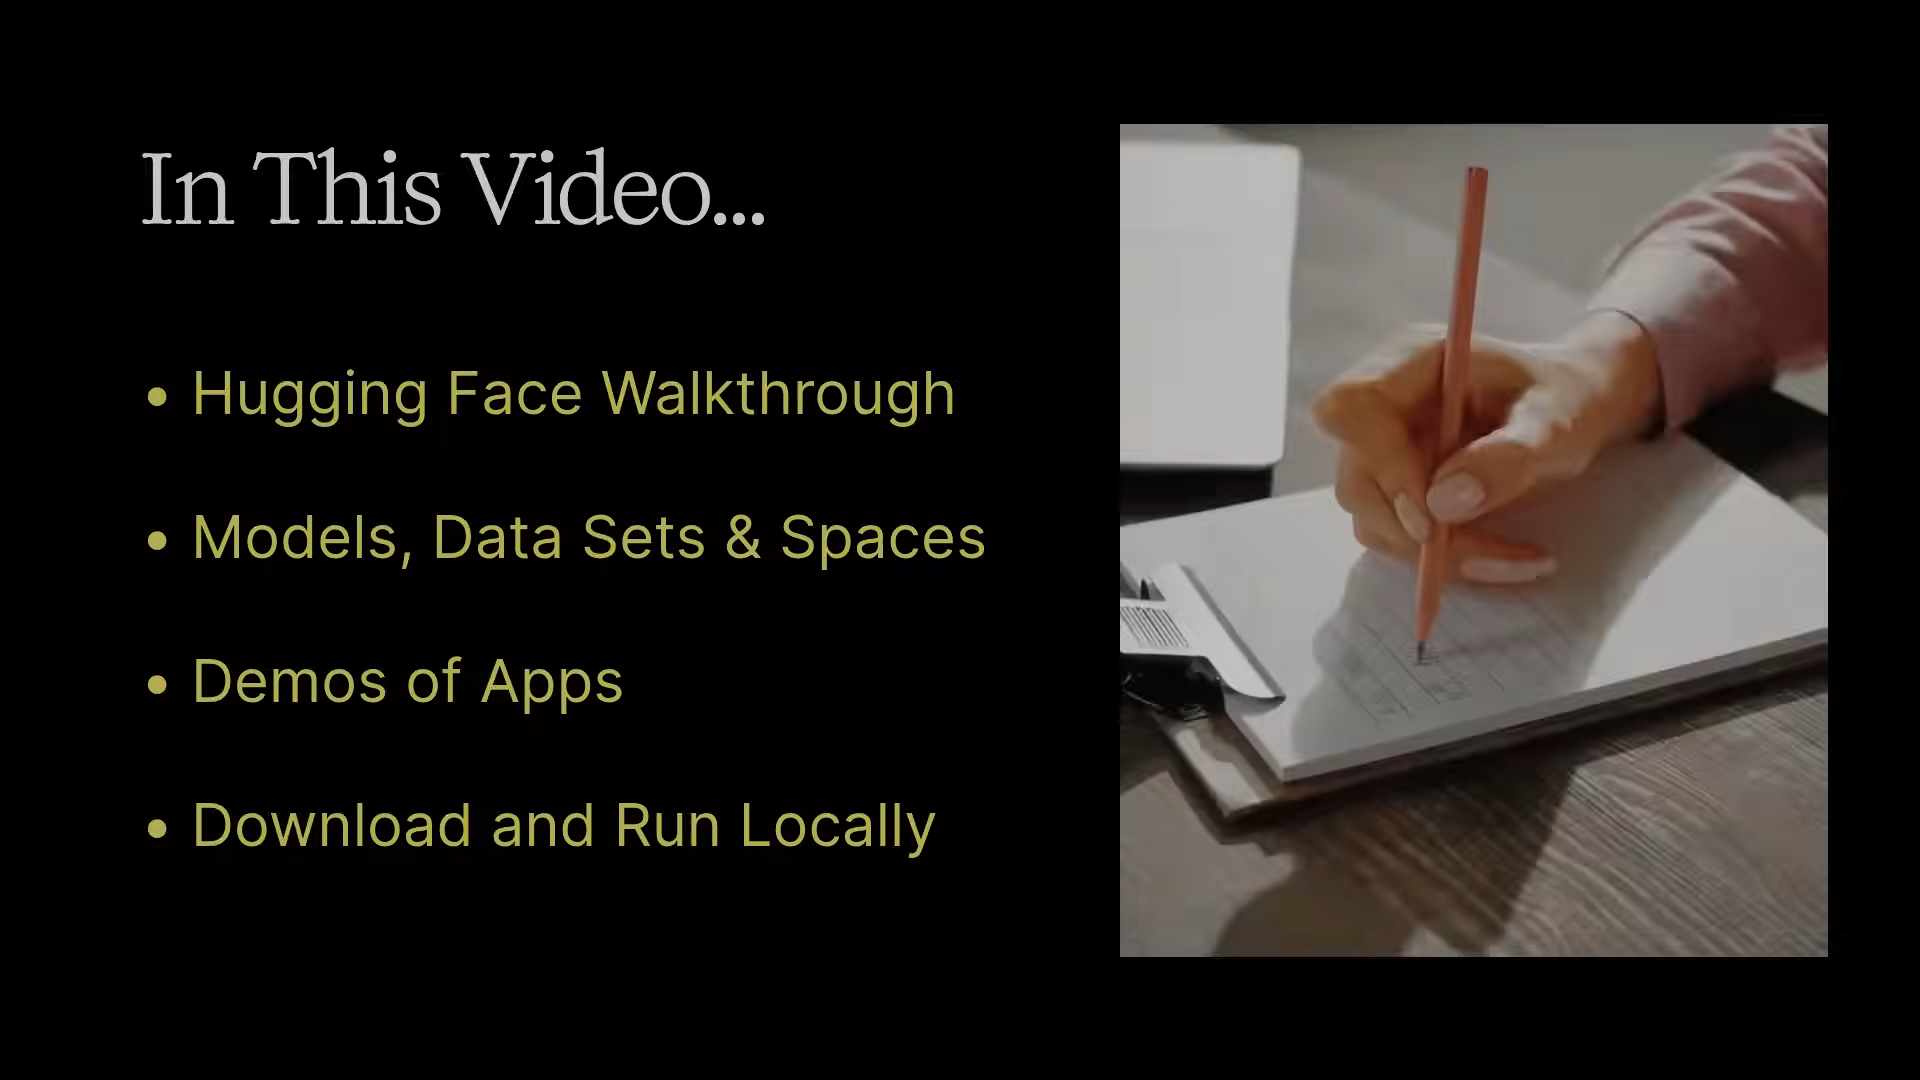 In This Video...
• Hugging Face Walkthrough
• Models, Data Sets & Spaces
• Demos of Apps
• Download and Run Locally